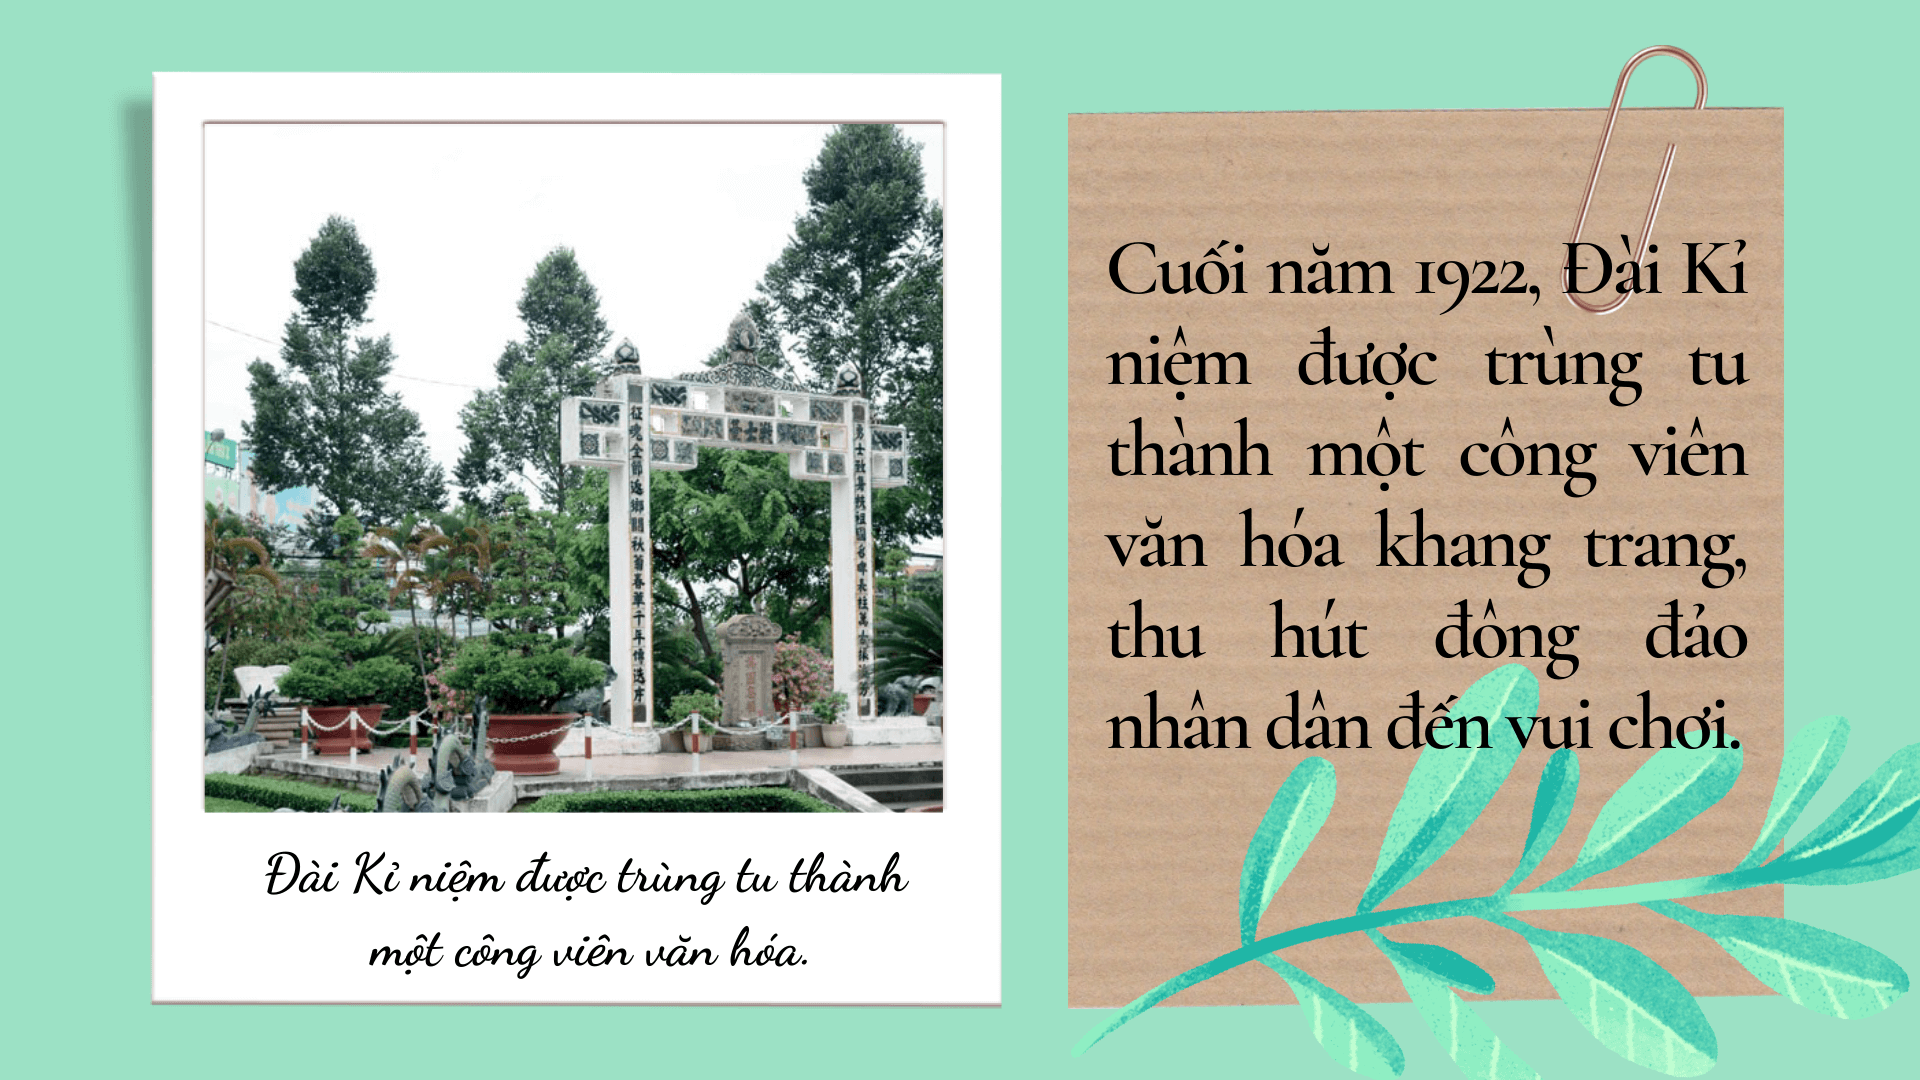 Đài Kỉ niệm được trùng tu thành
một công viên văn hóa.
Cuối năm 1922, Đài Kỉ
niệm được trùng tu
thành một công viên
văn hóa khang trang,
thu hút đông đảo
nhân dân đến vui chơi.